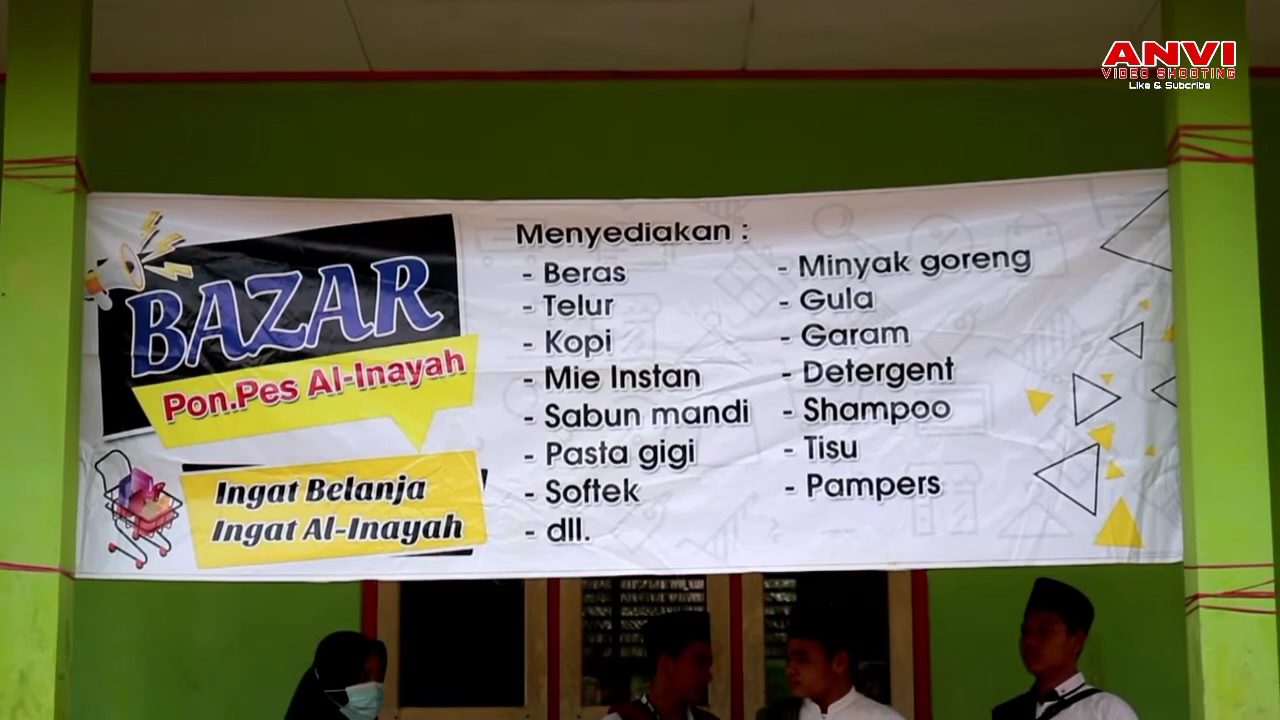 ANVI
VIDEO SHOOTING
Like & Subcribe
BAZAR
Pon.Pes Al-Inayah
Ingat Belanja
Ingat Al-Inayah
Menyediakan :
- Beras
- Telur
- Kopi
- Mie Instan
- Sabun mandi
- Pasta gigi
- Softek
- dll.
- Minyak goreng
- Gula
- Garam
- Detergent
- Shampoo
- Tisu
- Pampers